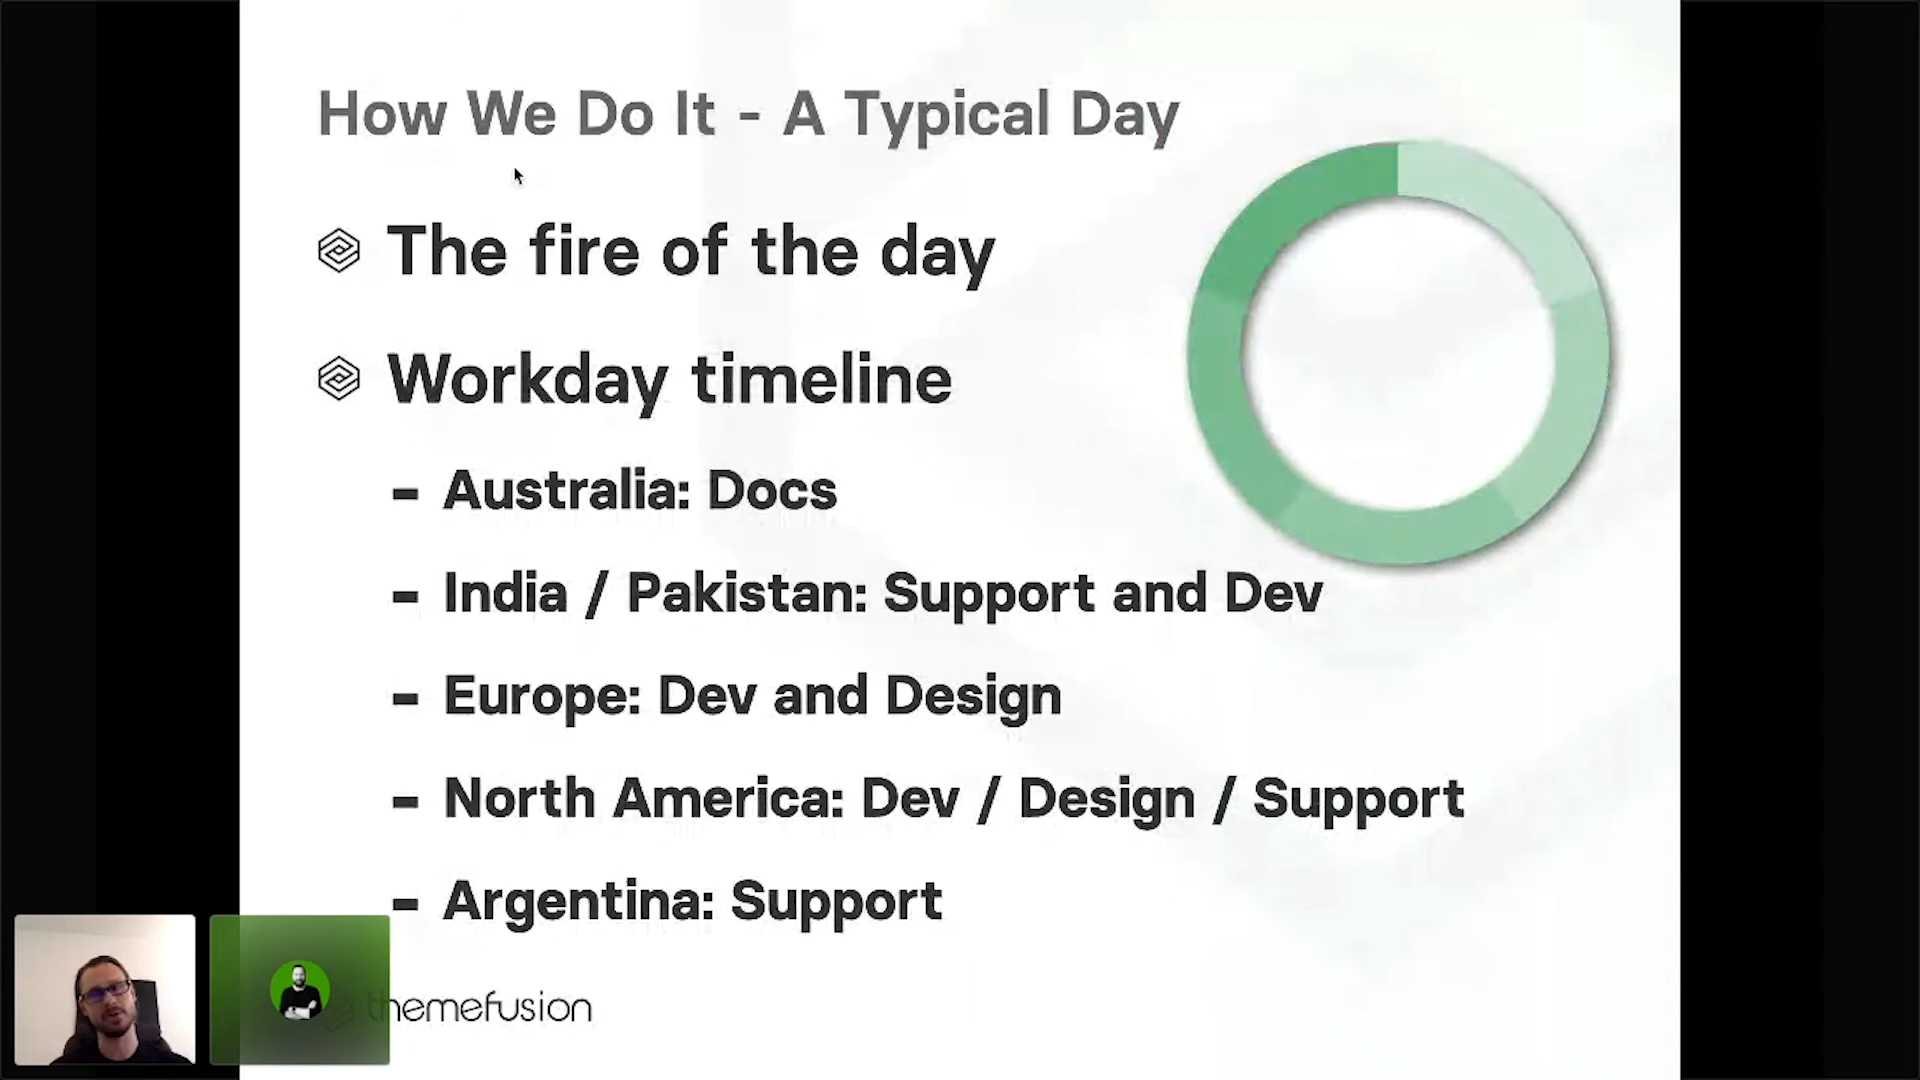 How We Do It - A Typical Day
The fire of the day
Workday timeline
- Australia: Docs
- India / Pakistan: Support and Dev
- Europe: Dev and Design
- North America: Dev / Design / Support
- Argentina: Support
themefusion